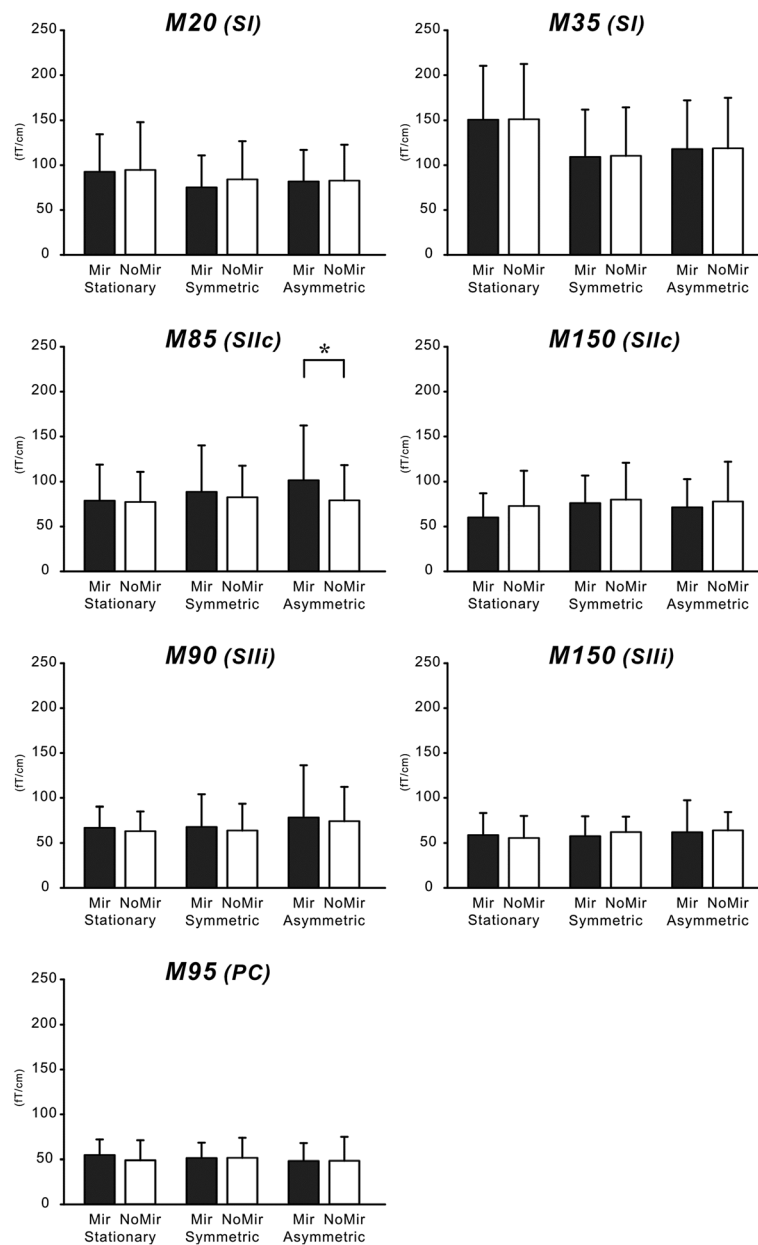 M20 (SI)
250
200
150
(fT/cm)
100
50
0
Mir NoMir Mir NoMir Mir NoMir
Stationary Symmetric Asymmetric
M35 (SI)
250
200
150
(fT/cm)
100
50
0
Mir NoMir Mir NoMir Mir NoMir
Stationary Symmetric Asymmetric
M85 (SIIc)
250
*
200
150
(fT/cm)
100
50
0
Mir NoMir Mir NoMir Mir NoMir
Stationary Symmetric Asymmetric
M150 (SIIc)
250
200
150
(fT/cm)
100
50
0
Mir NoMir Mir NoMir Mir NoMir
Stationary Symmetric Asymmetric
M90 (SIIi)
250
200
150
(fT/cm)
100
50
0
Mir NoMir Mir NoMir Mir NoMir
Stationary Symmetric Asymmetric
M150 (SIIi)
250
200
150
(fT/cm)
100
50
0
Mir NoMir Mir NoMir Mir NoMir
Stationary Symmetric Asymmetric
M95 (PC)
250
200
150
(fT/cm)
100
50
0
Mir NoMir Mir NoMir Mir NoMir
Stationary Symmetric Asymmetric